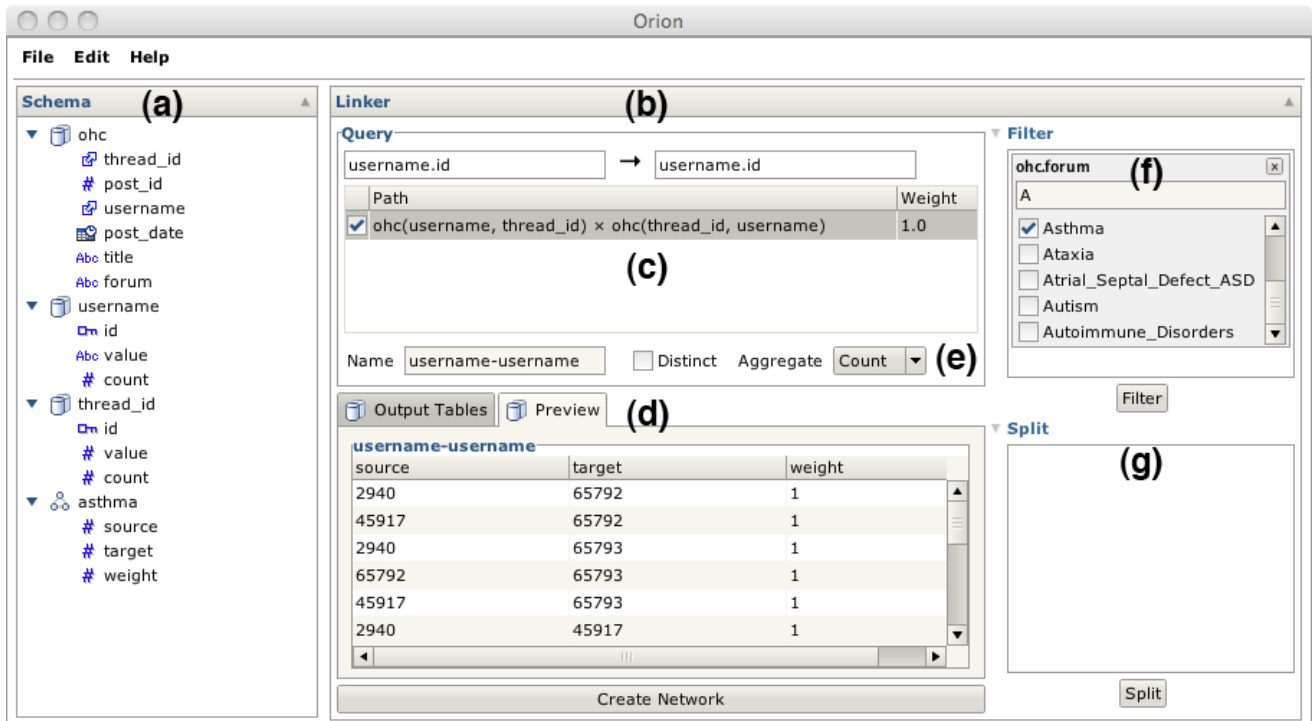 Orion
File Edit Help
Schema (a)
ohc
thread_id
# post_id
username
post_date
Abc title
Abc forum
username
id
Abc value
# count
thread_id
id
# value
# count
asthma
# source
# target
# weight
Linker (b)
Query
username.id → username.id
Path Weight
ohc(username, thread_id) × ohc(thread_id, username) 1.0
(c)
Name username-username Distinct Aggregate Count (e)
Output Tables Preview (d)
username-username
source target weight
2940 65792 1
45917 65792 1
2940 65793 1
65792 65793 1
45917 65793 1
2940 45917 1
Create Network
Filter
ohc.forum (f) x
A
Asthma
Ataxia
Atrial_Septal_Defect_ASD
Autism
Autoimmune_Disorders
Filter
Split
(g)
Split